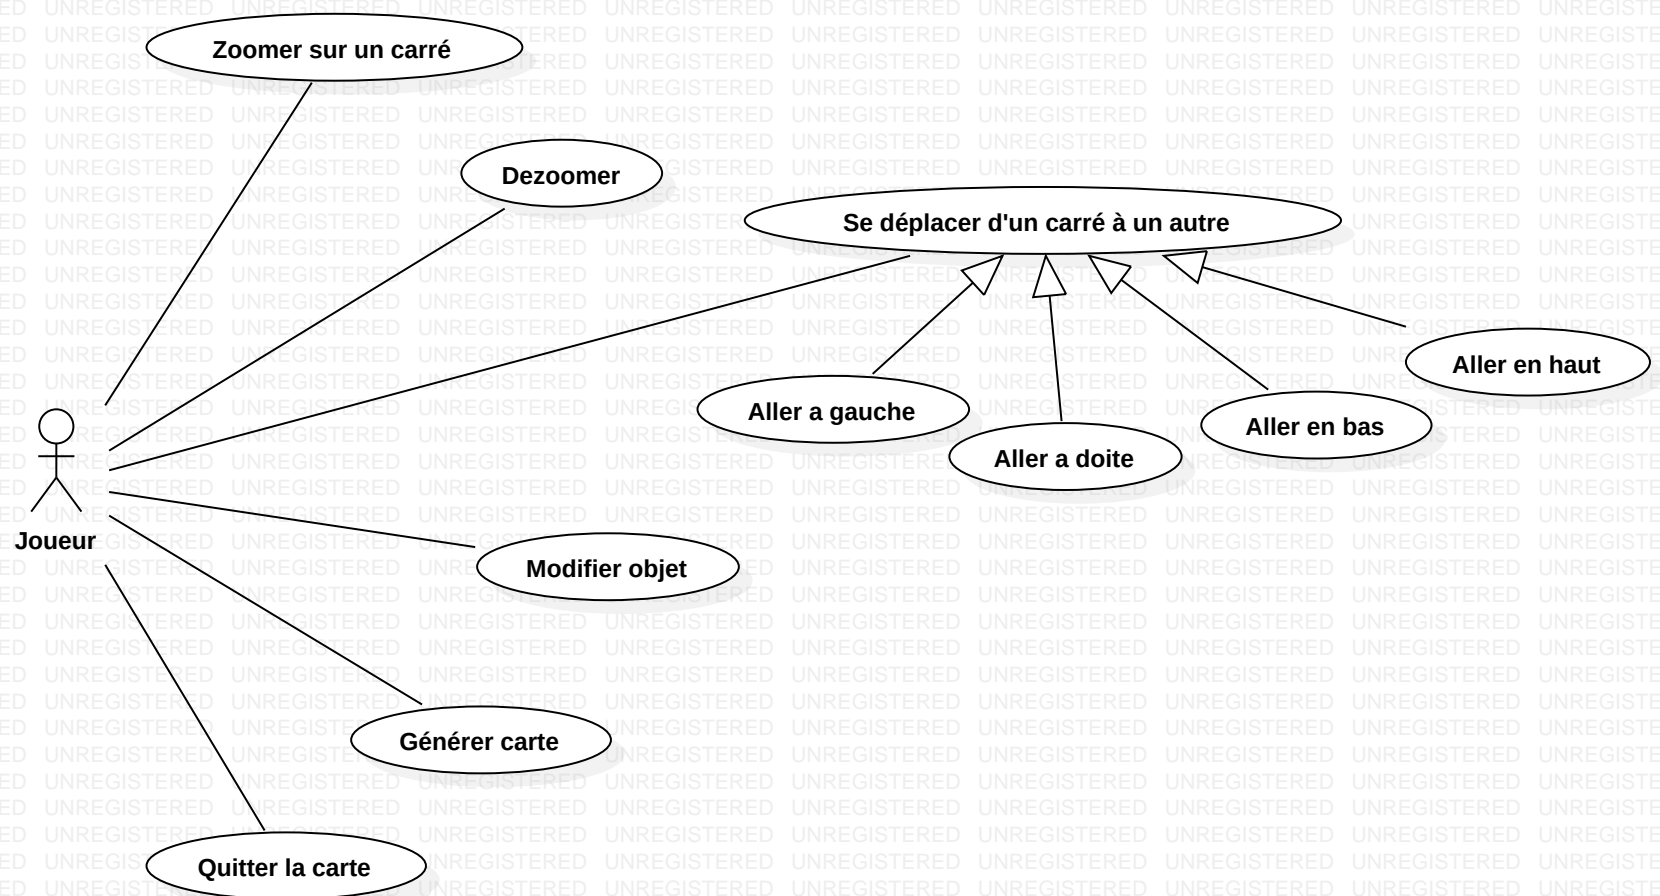 Zoomer sur un carré
Dezoomer
Se déplacer d'un carré à un autre
Aller en haut
Aller a gauche
Aller en bas
Aller a doite
Joueur
Modifier objet
Générer carte
Quitter la carte
UNREGISTERED